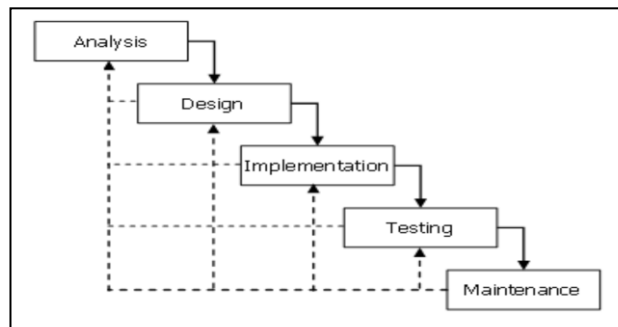 Analysis
Design
Implementation
Testing
Maintenance